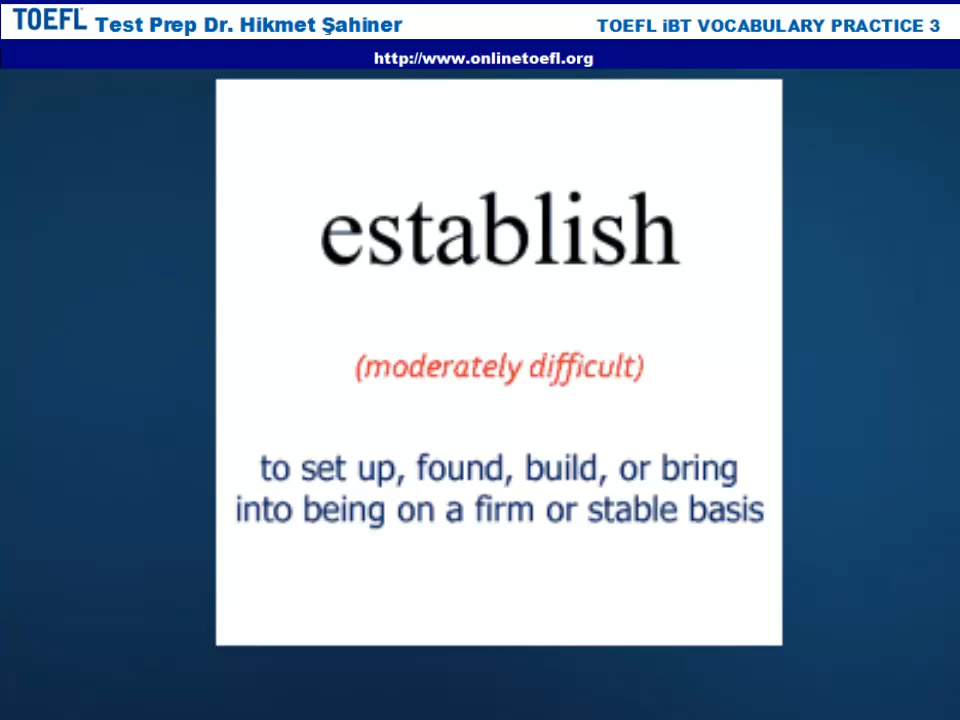 TOEFL Test Prep Dr. Hikmet Şahiner TOEFL iBT VOCABULARY PRACTICE 3
http://www.onlinetoefl.org
establish
(moderately difficult)
to set up, found, build, or bring
into being on a firm or stable basis